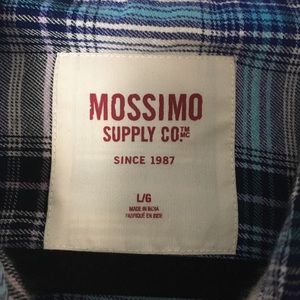 MOSSIMO
SUPPLY CO.™ MC
SINCE 1987
L/G
MADE IN INDIA
FABRIQUÉ EN INDE